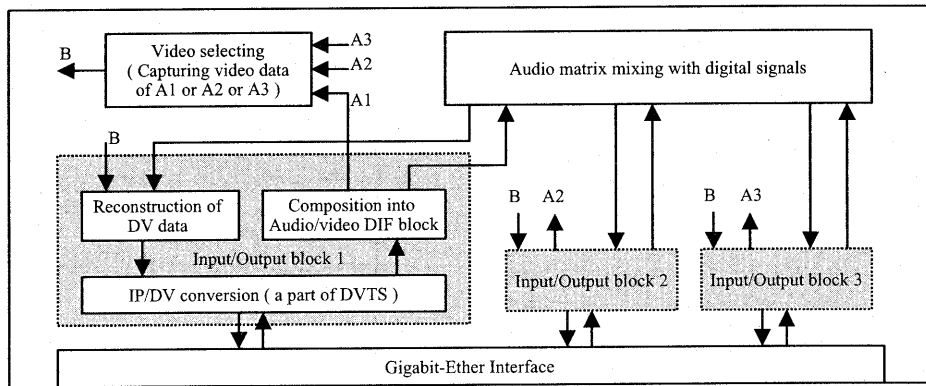 B
Video selecting
( Capturing video data
of A1 or A2 or A3 )
A3
A2
A1
Audio matrix mixing with digital signals
B
Reconstruction of
DV data
Composition into
Audio/video DIF block
Input/Output block 1
IP/DV conversion ( a part of DVTS )
B
A2
Input/Output block 2
B
A3
Input/Output block 3
Gigabit-Ether Interface